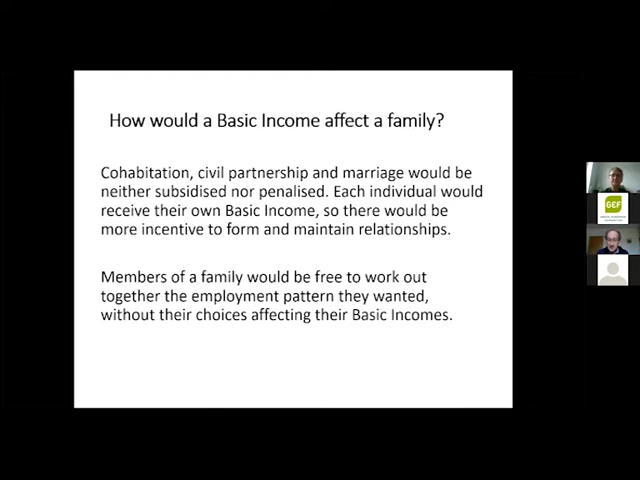 How would a Basic Income affect a family?
Cohabitation, civil partnership and marriage would be
neither subsidised nor penalised. Each individual would
receive their own Basic Income, so there would be
more incentive to form and maintain relationships.
Members of a family would be free to work out
together the employment pattern they wanted,
without their choices affecting their Basic Incomes.
GEF